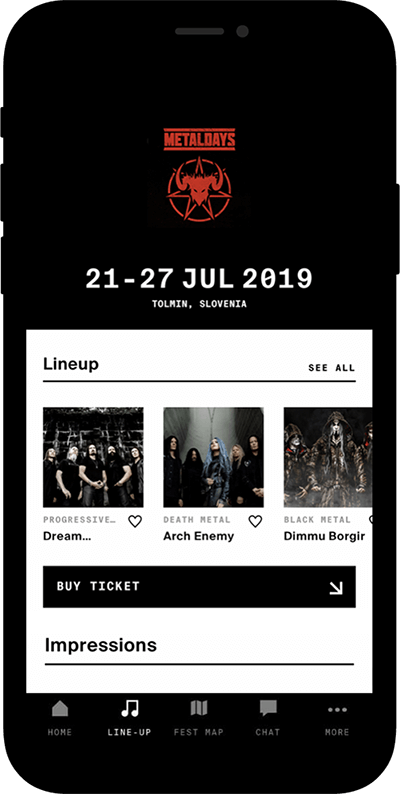 METALDAYS
21-27 JUL 2019
TOLMIN, SLOVENIA
Lineup
SEE ALL
PROGRESSIVE…
DEATH METAL
BLACK METAL
Dream...
Arch Enemy
Dimmu Borgir
BUY TICKET
Impressions
HOME
LINE-UP
FEST MAP
CHAT
MORE